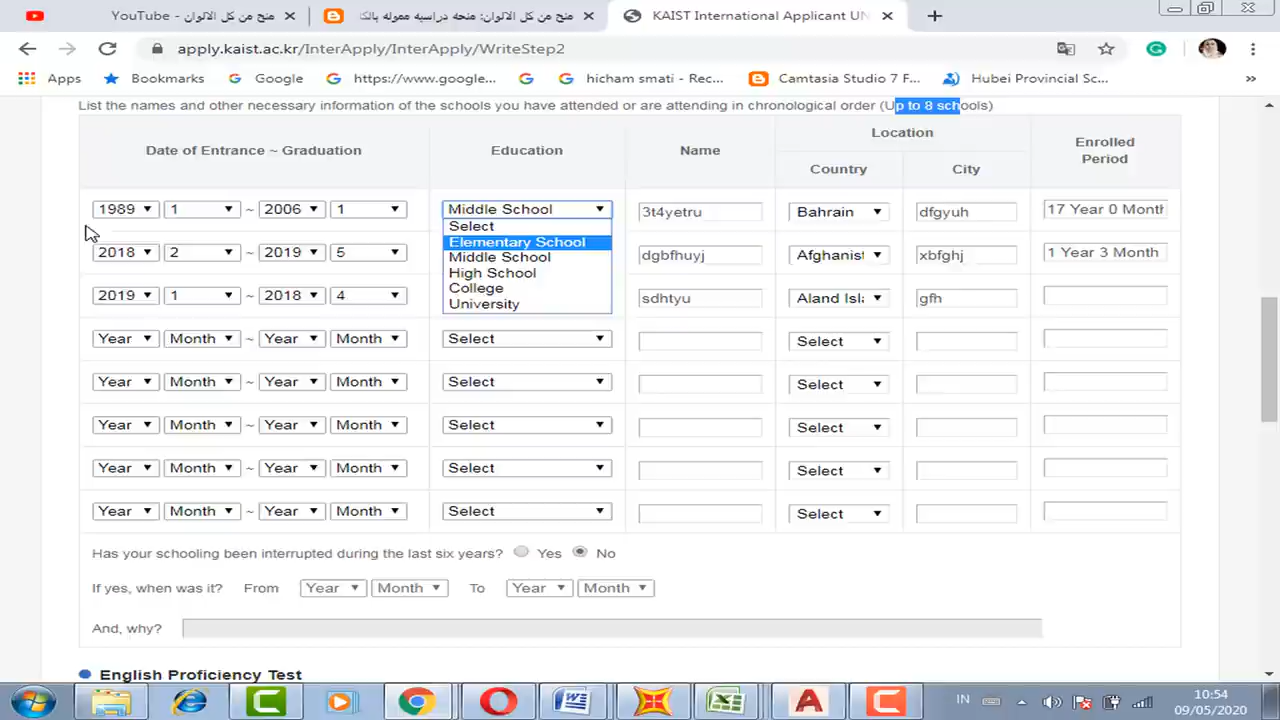 YouTube - منح من كل الالوان
منح من كل الالوان: منحة دراسيه مموله بالك
KAIST International Applicant UN
apply.kaist.ac.kr/InterApply/InterApply/WriteStep2
Apps Bookmarks Google https://www.google... hicham smati - Rec... Camtasia Studio 7 F... Hubei Provincial Sc... »
List the names and other necessary information of the schools you have attended or are attending in chronological order (Up to 8 schools)
Date of Entrance ~ Graduation Education Name Location Enrolled Period
Country City
1989 1 ~ 2006 1 Middle School 3t4yetru Bahrain dfgyuh 17 Year 0 Month
Select
Elementary School
Middle School
High School
College
University
2018 2 ~ 2019 5 dgbfhuyj Afghanist xbfghj 1 Year 3 Month
2019 1 ~ 2018 4 sdhtyu Aland Isl gfh
Year Month ~ Year Month Select Select
Year Month ~ Year Month Select Select
Year Month ~ Year Month Select Select
Year Month ~ Year Month Select Select
Year Month ~ Year Month Select Select
Has your schooling been interrupted during the last six years? Yes No
If yes, when was it? From Year Month To Year Month
And, why?
English Proficiency Test
IN 10:54
09/05/2020